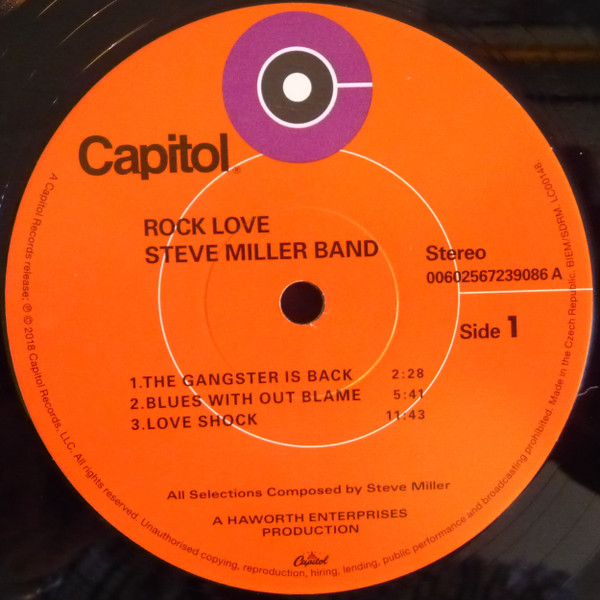 Capitol®
ROCK LOVE
STEVE MILLER BAND
Stereo
00602567239086 A
Side 1
1.THE GANGSTER IS BACK 2:28
2.BLUES WITH OUT BLAME 5:41
3.LOVE SHOCK 11:43
All Selections Composed by Steve Miller
A HAWORTH ENTERPRISES
PRODUCTION
Capitol
A Capitol Records release; ℗ © 2018 Capitol Records, LLC. All rights reserved. Unauthorised copying, reproduction, hiring, lending, public performance and broadcasting prohibited. Made in the Czech Republic. BIEM/SDRM. LC00148.